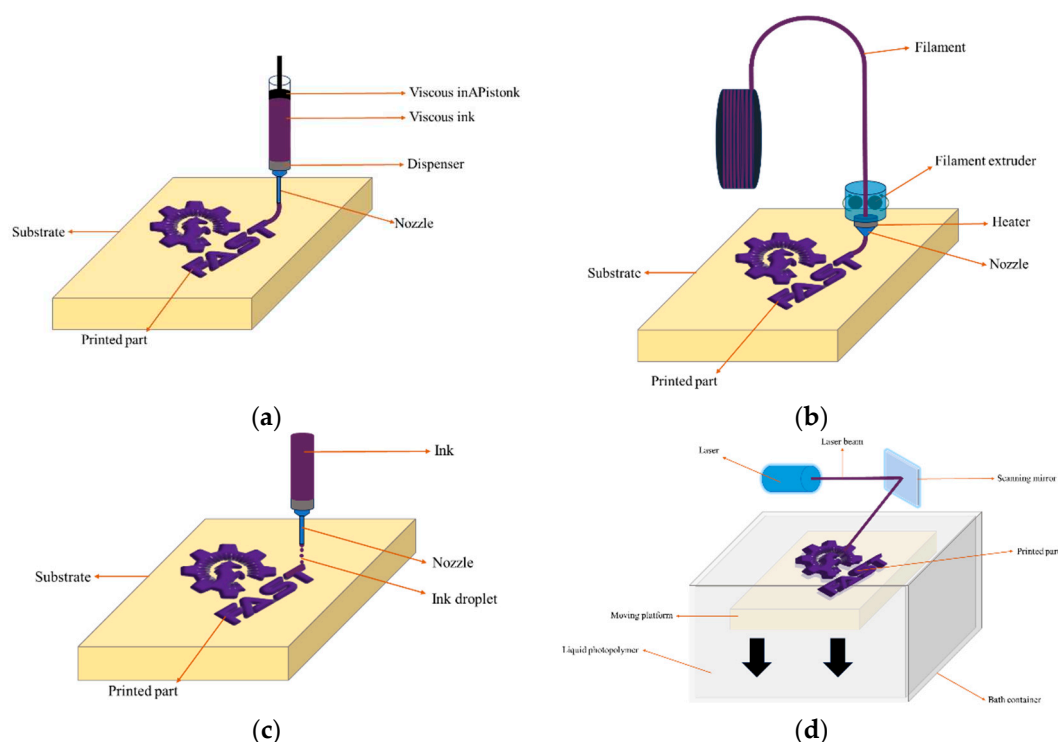 Viscous inAPistonk
Viscous ink
Dispenser
Nozzle
Substrate
Printed part
(a)
Filament
Filament extruder
Heater
Nozzle
Substrate
Printed part
(b)
Ink
Nozzle
Ink droplet
Substrate
Printed part
(c)
Laser beam
Laser
Scanning mirror
Printed part
Moving platform
Liquid photopolymer
Bath container
(d)